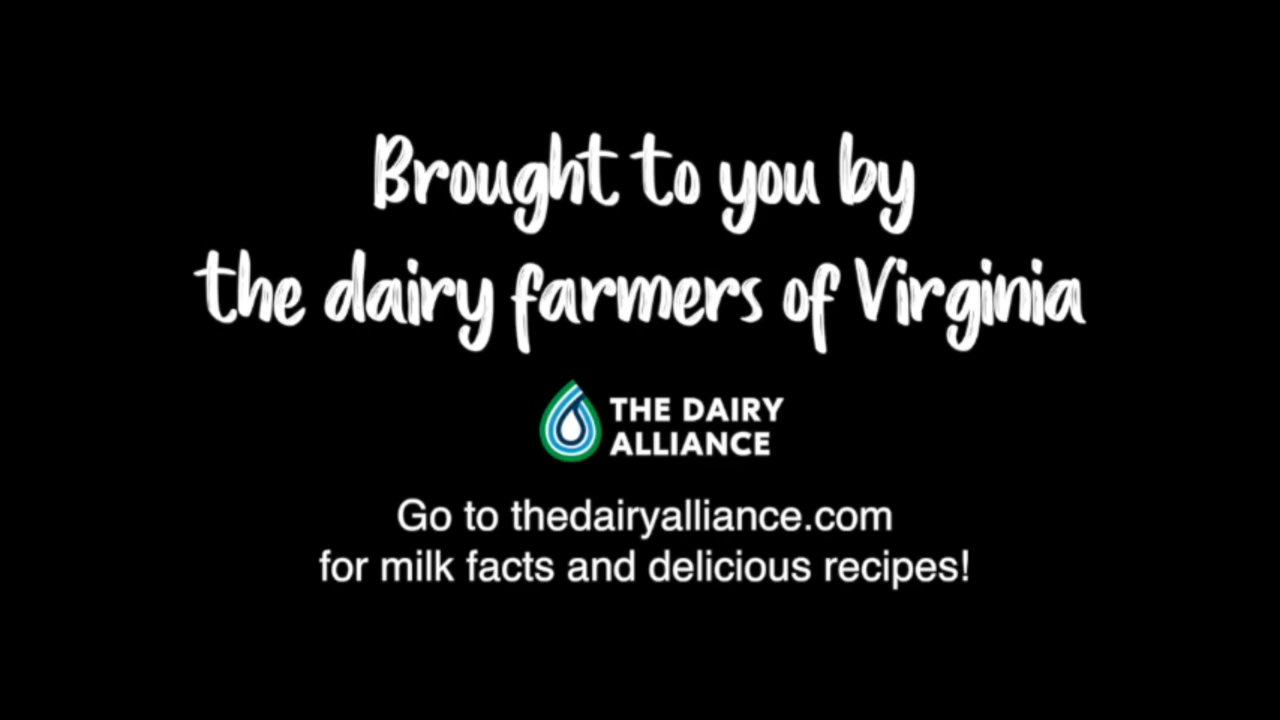 Brought to you by
the dairy farmers of Virginia
THE DAIRY
ALLIANCE
Go to thedairyalliance.com
for milk facts and delicious recipes!